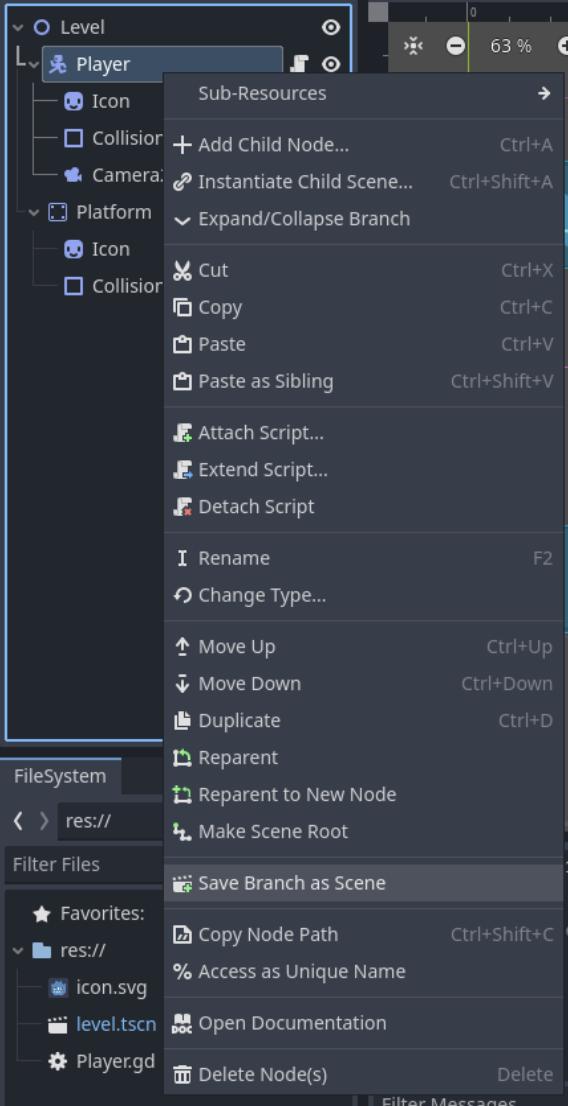 Level
0
Player
63 %
Icon
Sub-Resources
Collision
Add Child Node... Ctrl+A
Camera2
Instantiate Child Scene... Ctrl+Shift+A
Platform
Expand/Collapse Branch
Icon
Cut Ctrl+X
Collision
Copy Ctrl+C
Paste Ctrl+V
Paste as Sibling Ctrl+Shift+V
Attach Script...
Extend Script...
Detach Script
Rename F2
Change Type...
Move Up Ctrl+Up
Move Down Ctrl+Down
Duplicate Ctrl+D
Reparent
Reparent to New Node
Make Scene Root
Save Branch as Scene
Copy Node Path Ctrl+Shift+C
Access as Unique Name
Open Documentation
Delete Node(s) Delete
FileSystem
res://
Filter Files
Favorites:
res://
icon.svg
level.tscn
Player.gd
Filter Messages